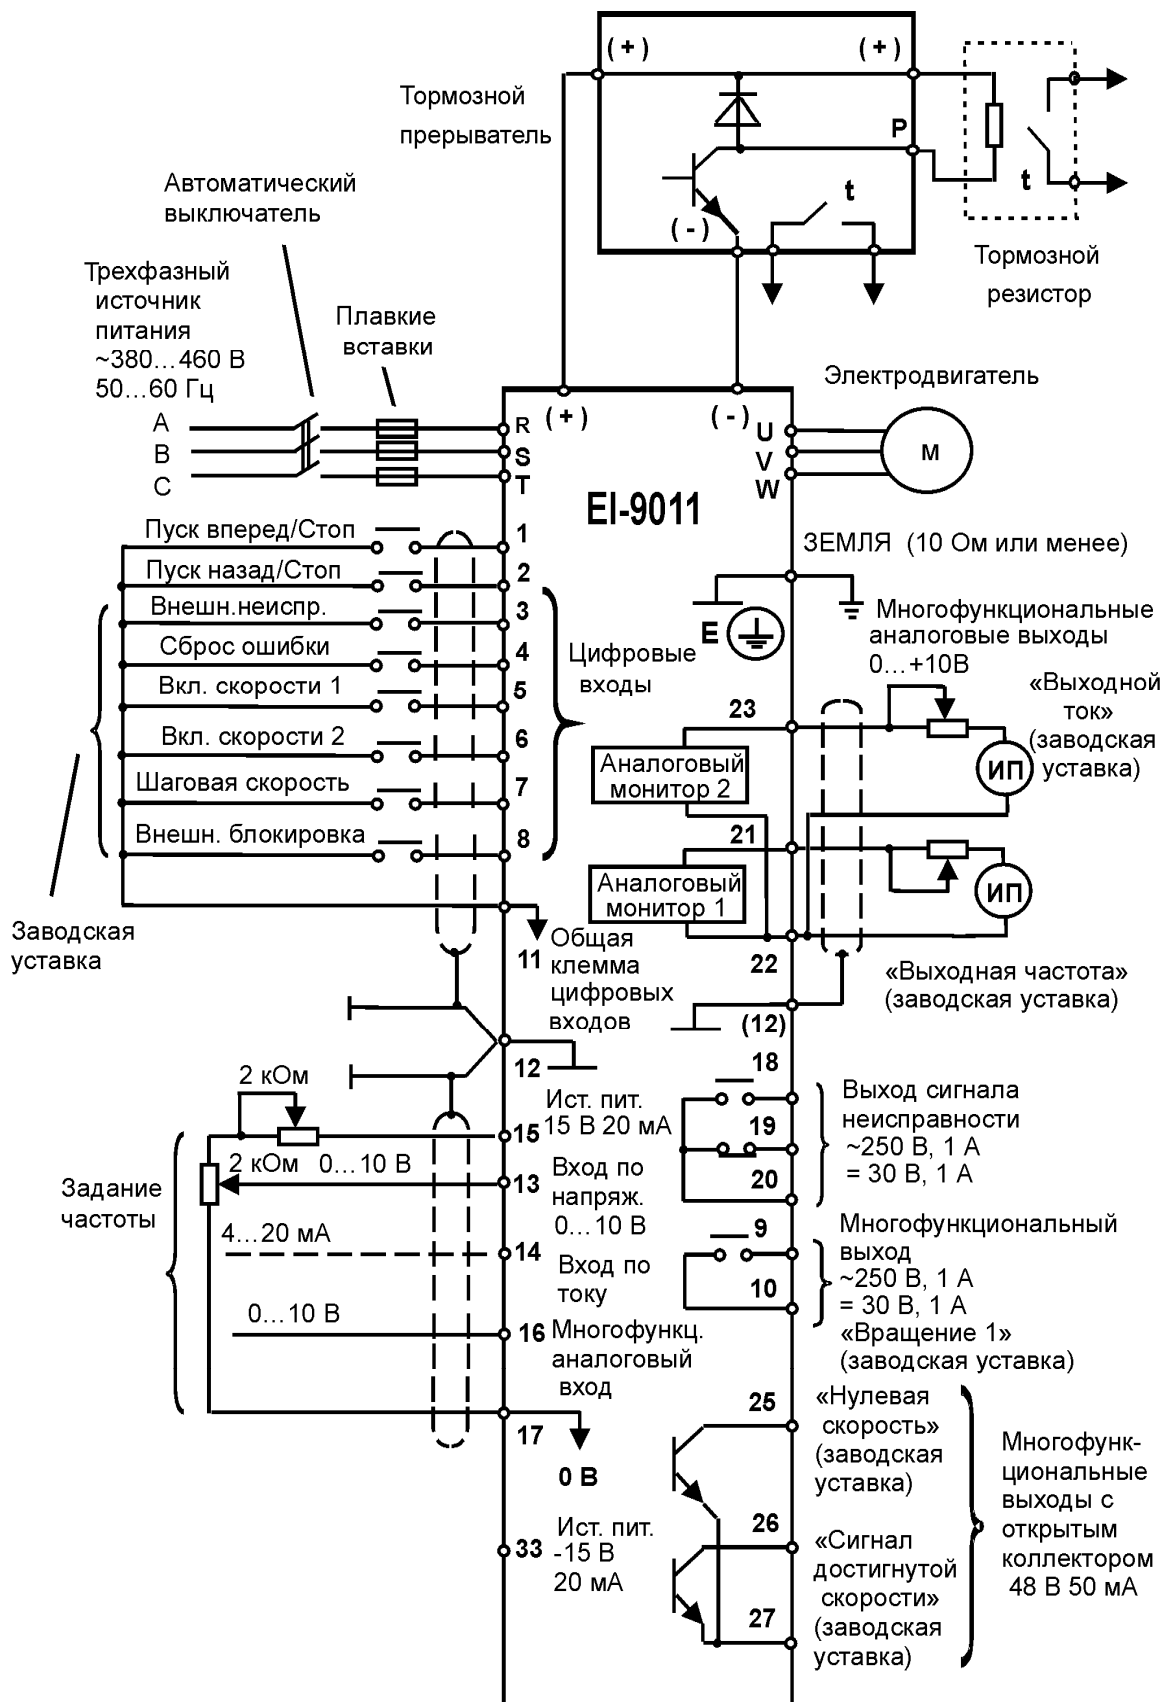 (+)
(+)
Тормозной
прерыватель
P
t
(-)
t
Тормозной
резистор
Автоматический
выключатель
Трехфазный
источник
питания
~380...460 В
50...60 Гц
Плавкие
вставки
Электродвигатель
(+)
(-)
A
B
C
R
S
T
U
V
W
М
EI-9011
Пуск вперед/Стоп
1
Пуск назад/Стоп
2
Внешн.неиспр.
3
Сброс ошибки
4
Вкл. скорости 1
5
Вкл. скорости 2
6
Шаговая скорость
7
Внешн. блокировка
8
Цифровые
входы
Заводская
уставка
11
Общая
клемма
цифровых
входов
12
ЗЕМЛЯ (10 Ом или менее)
E
Многофункциональные
аналоговые выходы
0...+10В
«Выходной
ток»
(заводская
уставка)
23
Аналоговый
монитор 2
ИП
21
Аналоговый
монитор 1
ИП
22
«Выходная частота»
(заводская уставка)
(12)
2 кОм
15
Ист. пит.
15 В 20 мА
2 кОм
0...10 В
13
Вход по
напряж.
0...10 В
Задание
частоты
4...20 мА
14
Вход по
току
0...10 В
16
Многофункц.
аналоговый
вход
17
0 В
33
Ист. пит.
-15 В
20 мА
18
19
20
Выход сигнала
неисправности
~250 В, 1 А
= 30 В, 1 А
9
10
Многофункциональный
выход
~250 В, 1 А
= 30 В, 1 А
«Вращение 1»
(заводская уставка)
25
«Нулевая
скорость»
(заводская
уставка)
26
«Сигнал
достигнутой
скорости»
(заводская
уставка)
27
Многофунк-
циональные
выходы с
открытым
коллектором
48 В 50 мА